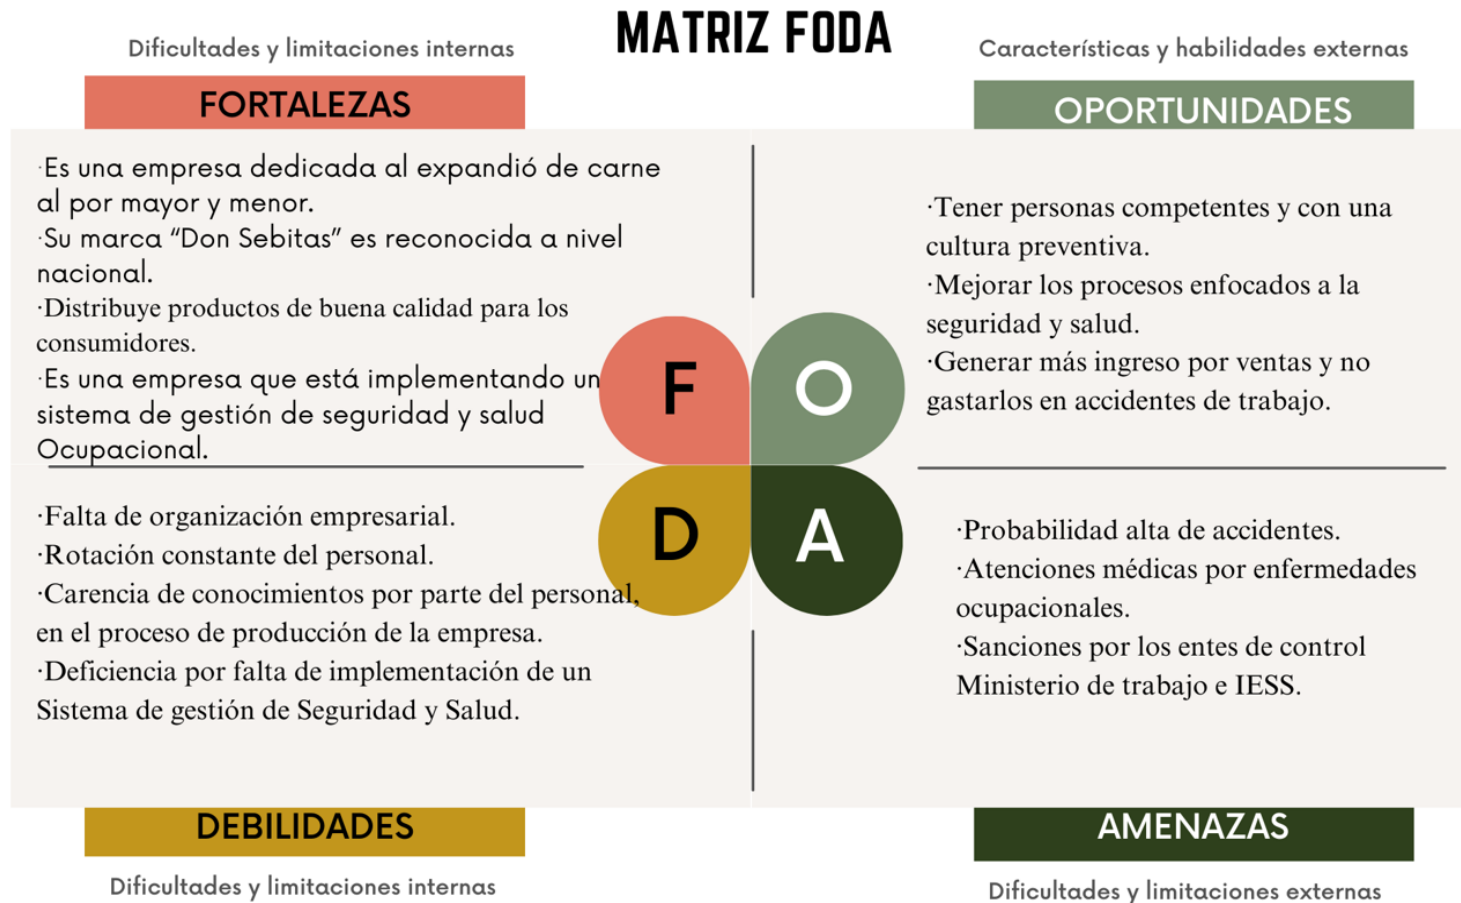 MATRIZ FODA
Dificultades y limitaciones internas
FORTALEZAS
·Es una empresa dedicada al expandió de carne
al por mayor y menor.
·Su marca “Don Sebitas” es reconocida a nivel
nacional.
·Distribuye productos de buena calidad para los
consumidores.
·Es una empresa que está implementando un
sistema de gestión de seguridad y salud
Ocupacional.
Características y habilidades externas
OPORTUNIDADES
·Tener personas competentes y con una
cultura preventiva.
·Mejorar los procesos enfocados a la
seguridad y salud.
·Generar más ingreso por ventas y no
gastarlos en accidentes de trabajo.
F
O
D
A
·Falta de organización empresarial.
·Rotación constante del personal.
·Carencia de conocimientos por parte del personal,
en el proceso de producción de la empresa.
·Deficiencia por falta de implementación de un
Sistema de gestión de Seguridad y Salud.
DEBILIDADES
Dificultades y limitaciones internas
·Probabilidad alta de accidentes.
·Atenciones médicas por enfermedades
ocupacionales.
·Sanciones por los entes de control
Ministerio de trabajo e IESS.
AMENAZAS
Dificultades y limitaciones externas